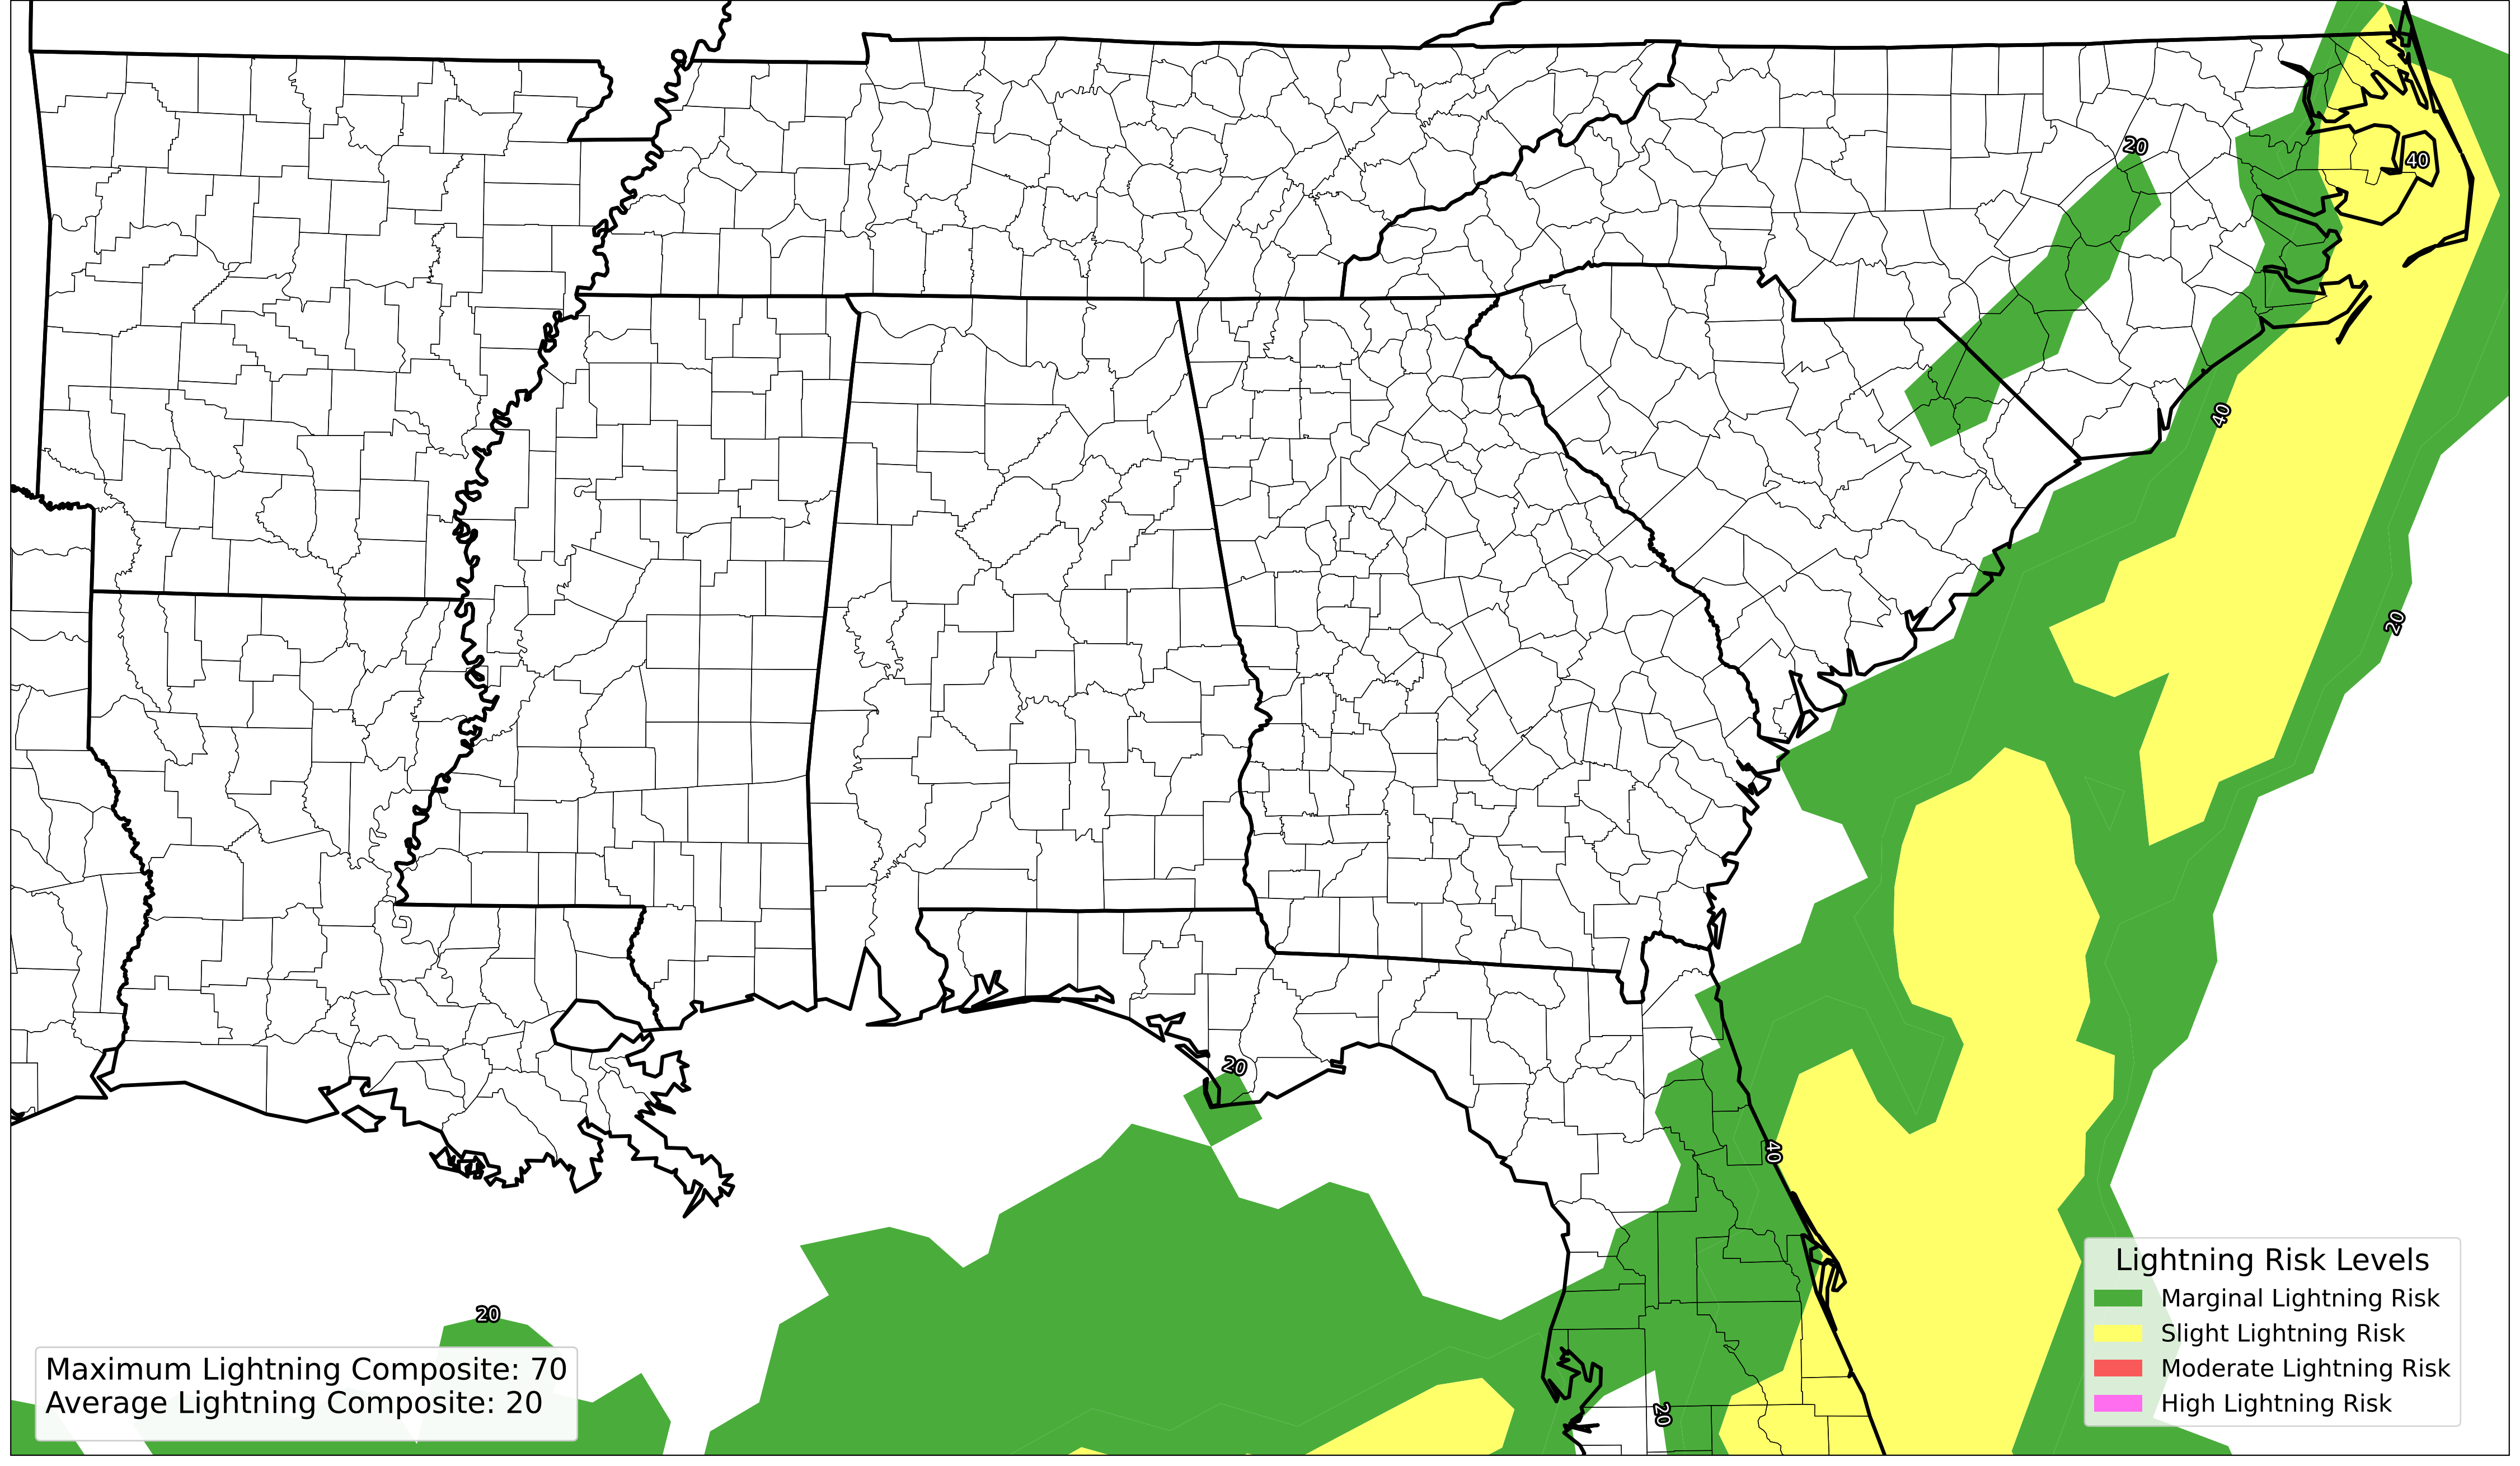 20
40
40
20
20
40
20
20
Maximum Lightning Composite: 70
Average Lightning Composite: 20
Lightning Risk Levels
Marginal Lightning Risk
Slight Lightning Risk
Moderate Lightning Risk
High Lightning Risk